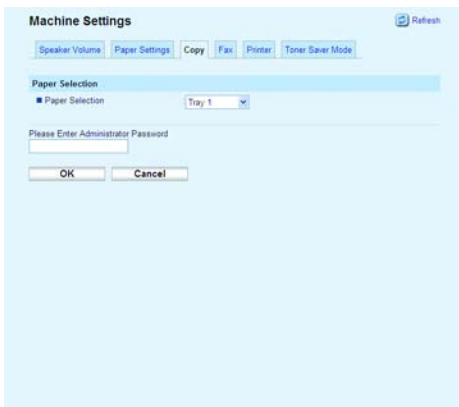 Machine Settings
Refresh
Speaker Volume Paper Settings Copy Fax Printer Toner Saver Mode
Paper Selection
Paper Selection Tray 1
Please Enter Administrator Password
OK Cancel